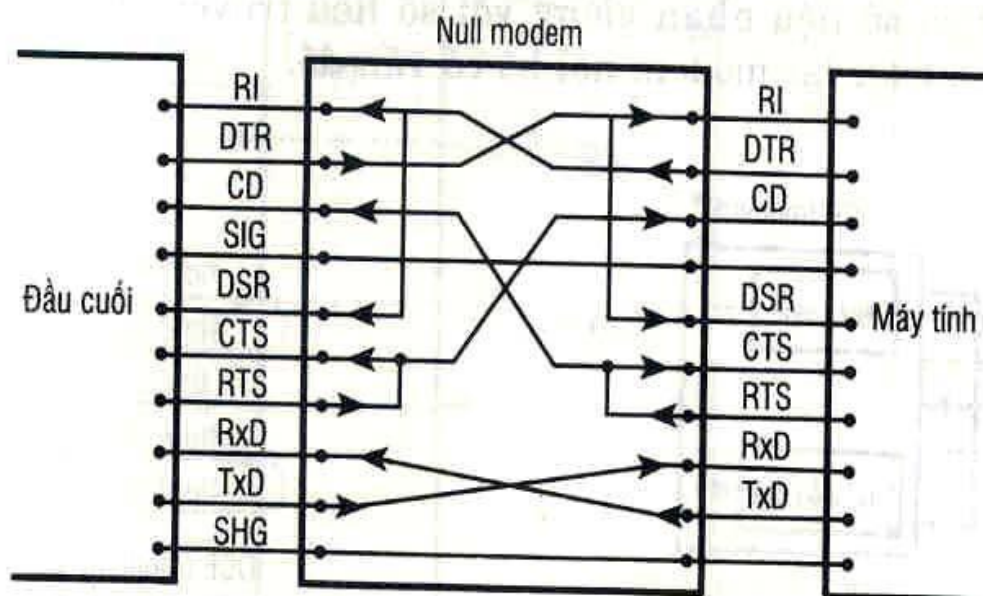 Null modem
RI
DTR
CD
SIG
DSR
CTS
RTS
RxD
TxD
SHG
Đầu cuối
RI
DTR
CD
DSR
CTS
RTS
RxD
TxD
Máy tính